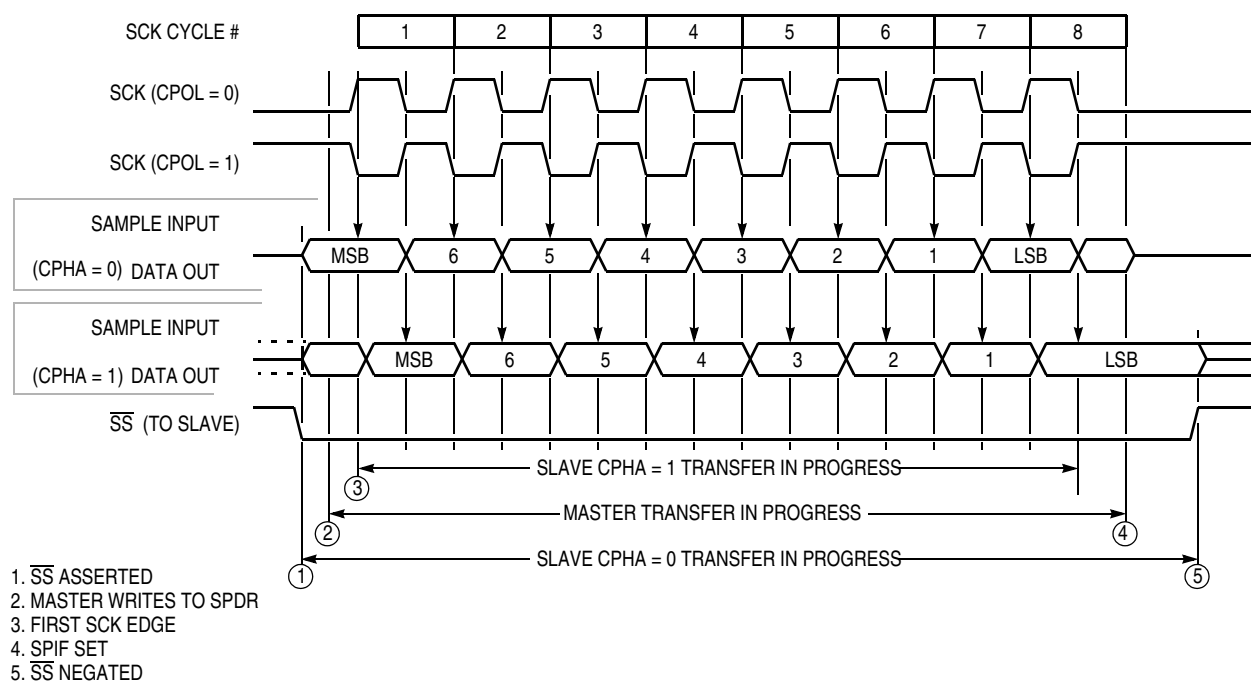 SCK CYCLE #
1 2 3 4 5 6 7 8
SCK (CPOL = 0)
SCK (CPOL = 1)
SAMPLE INPUT
(CPHA = 0) DATA OUT
MSB 6 5 4 3 2 1 LSB
SAMPLE INPUT
(CPHA = 1) DATA OUT
MSB 6 5 4 3 2 1 LSB
SS (TO SLAVE)
SLAVE CPHA = 1 TRANSFER IN PROGRESS
3
MASTER TRANSFER IN PROGRESS
2
4
SLAVE CPHA = 0 TRANSFER IN PROGRESS
1
5
1. SS ASSERTED
2. MASTER WRITES TO SPDR
3. FIRST SCK EDGE
4. SPIF SET
5. SS NEGATED